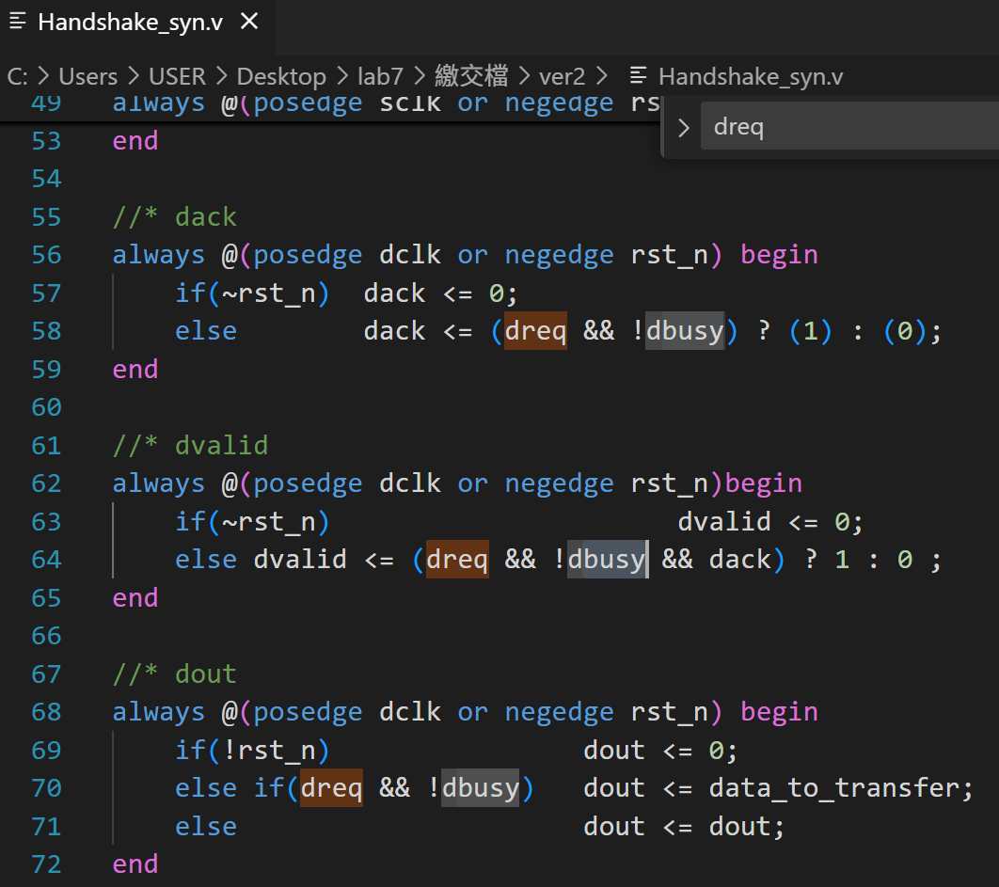 Handshake_syn.v
C: > Users > USER > Desktop > lab7 > 繳交檔 > ver2 > Handshake_syn.v
dreq
49 always @(posedge sclk or negedge rs
53 end
54
55 //* dack
56 always @(posedge dclk or negedge rst_n) begin
57 if(~rst_n) dack <= 0;
58 else dack <= (dreq && !dbusy) ? (1) : (0);
59 end
60
61 //* dvalid
62 always @(posedge dclk or negedge rst_n)begin
63 if(~rst_n) dvalid <= 0;
64 else dvalid <= (dreq && !dbusy && dack) ? 1 : 0 ;
65 end
66
67 //* dout
68 always @(posedge dclk or negedge rst_n) begin
69 if(!rst_n) dout <= 0;
70 else if(dreq && !dbusy) dout <= data_to_transfer;
71 else dout <= dout;
72 end